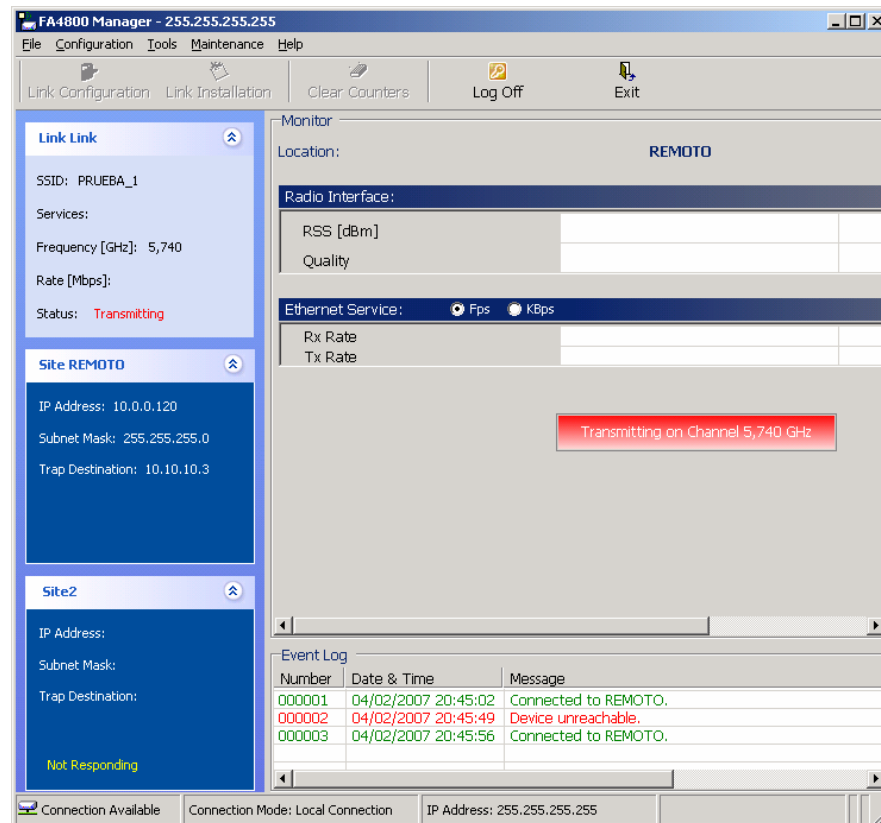 FA4800 Manager - 255.255.255.255
File Configuration Tools Maintenance Help
Link Configuration Link Installation Clear Counters Log Off Exit
Link Link
SSID: PRUEBA_1
Services:
Frequency [GHz]: 5,740
Rate [Mbps]:
Status: Transmitting
Site REMOTO
IP Address: 10.0.0.120
Subnet Mask: 255.255.255.0
Trap Destination: 10.10.10.3
Site2
IP Address:
Subnet Mask:
Trap Destination:
Not Responding
Monitor
Location: REMOTO
Radio Interface:
RSS [dBm]
Quality
Ethernet Service: Fps KBps
Rx Rate
Tx Rate
Transmitting on Channel 5,740 GHz
Event Log
Number Date & Time Message
000001 04/02/2007 20:45:02 Connected to REMOTO.
000002 04/02/2007 20:45:49 Device unreachable.
000003 04/02/2007 20:45:56 Connected to REMOTO.
Connection Available Connection Mode: Local Connection IP Address: 255.255.255.255